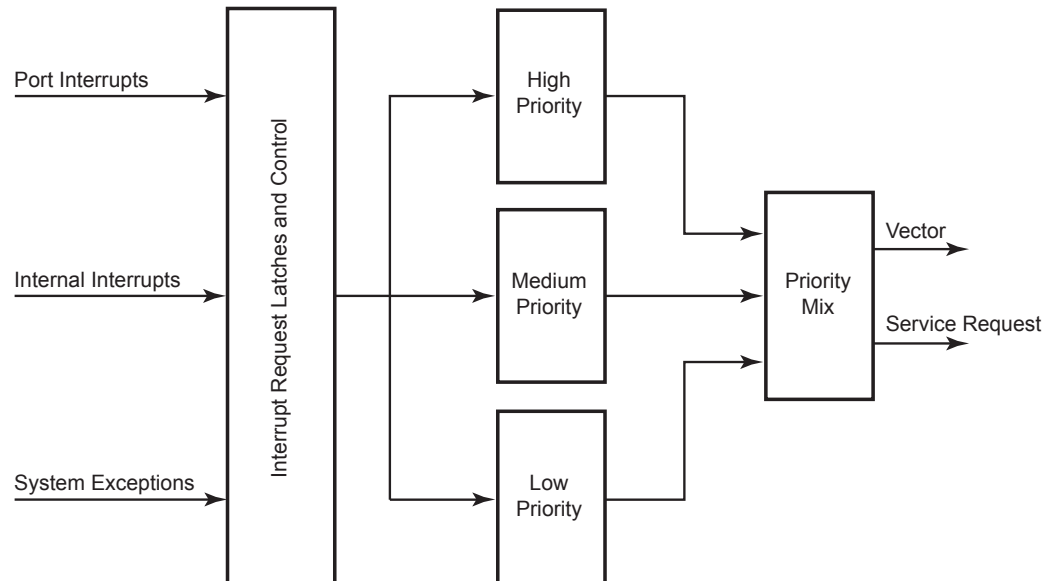 Port Interrupts
Internal Interrupts
System Exceptions
Interrupt Request Latches and Control
High
Priority
Medium
Priority
Low
Priority
Priority
Mix
Vector
Service Request